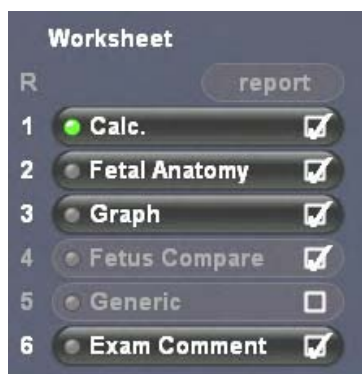 Worksheet
R report
1 Calc.
2 Fetal Anatomy
3 Graph
4 Fetus Compare
5 Generic
6 Exam Comment